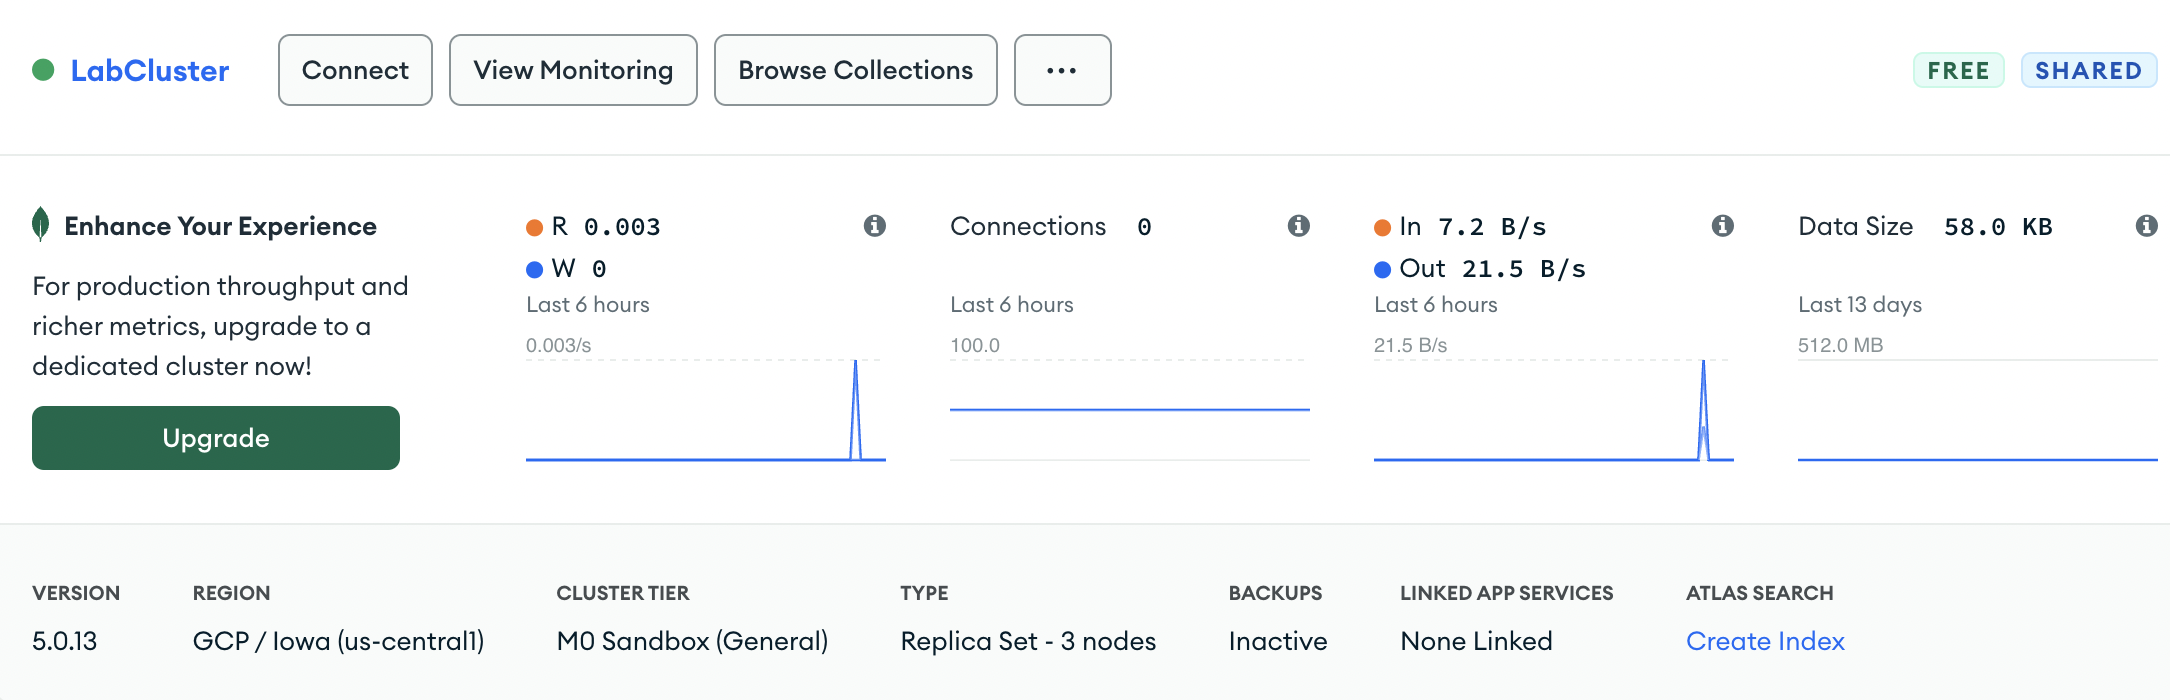 LabCluster
Connect
View Monitoring
Browse Collections
...
FREE
SHARED
Enhance Your Experience
For production throughput and
richer metrics, upgrade to a
dedicated cluster now!
Upgrade
R 0.003
W 0
Last 6 hours
0.003/s
Connections 0
Last 6 hours
100.0
In 7.2 B/s
Out 21.5 B/s
Last 6 hours
21.5 B/s
Data Size 58.0 KB
Last 13 days
512.0 MB
VERSION
5.0.13
REGION
GCP / Iowa (us-central1)
CLUSTER TIER
M0 Sandbox (General)
TYPE
Replica Set - 3 nodes
BACKUPS
Inactive
LINKED APP SERVICES
None Linked
ATLAS SEARCH
Create Index